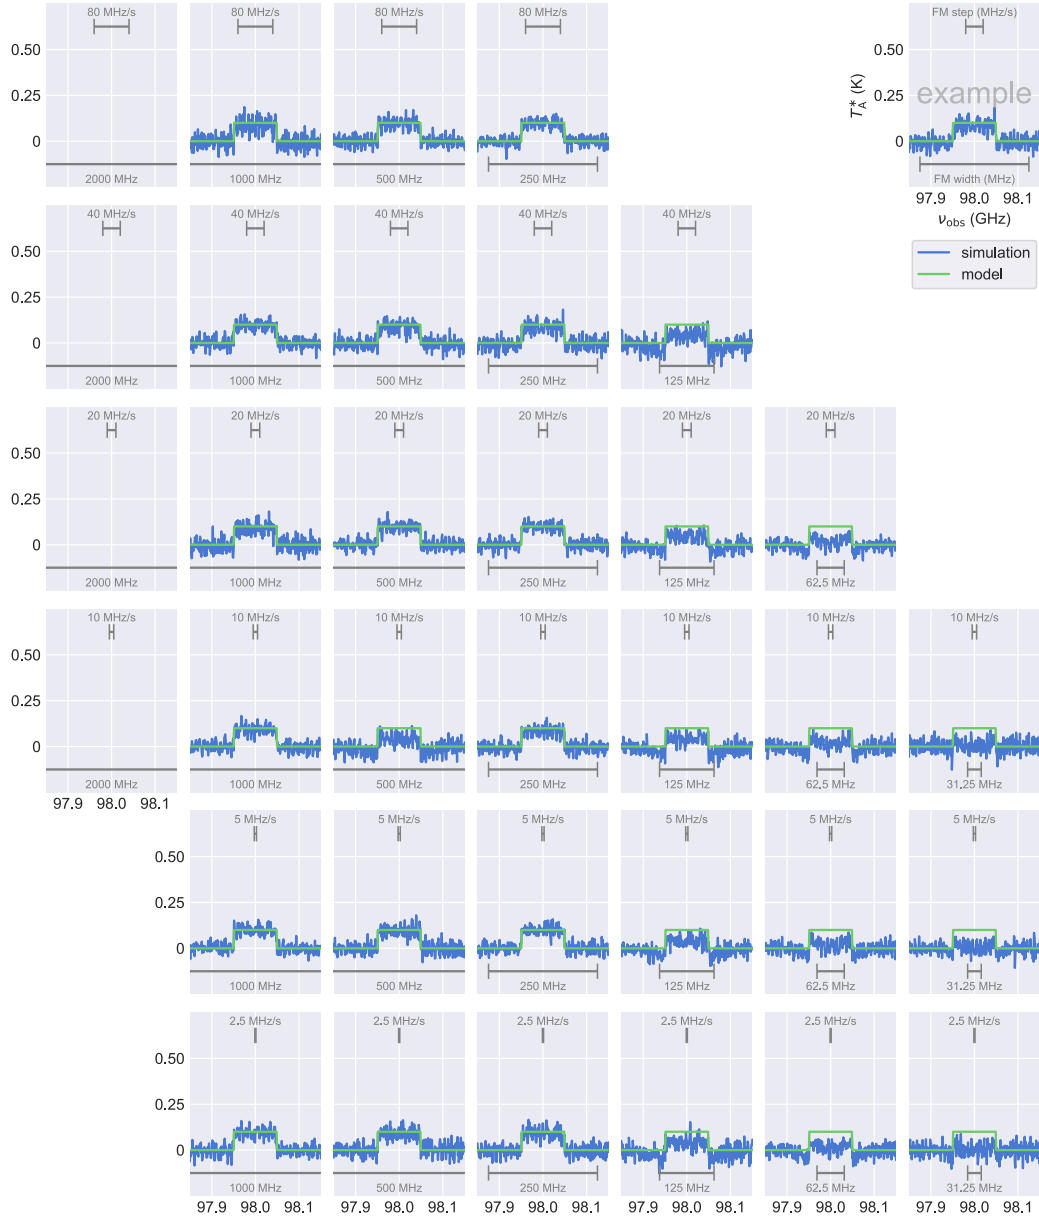 80 MHz/s 80 MHz/s 80 MHz/s 80 MHz/s FM step (MHz/s)
0.50 0.50
example
0.25 0.25
T*A (K)
0 0
2000 MHz 1000 MHz 500 MHz 250 MHz FM width (MHz)
97.9 98.0 98.1
νobs (GHz)
simulation
model
40 MHz/s 40 MHz/s 40 MHz/s 40 MHz/s 40 MHz/s
0.50
0.25
0
2000 MHz 1000 MHz 500 MHz 250 MHz 125 MHz
20 MHz/s 20 MHz/s 20 MHz/s 20 MHz/s 20 MHz/s 20 MHz/s
0.50
0.25
0
2000 MHz 1000 MHz 500 MHz 250 MHz 125 MHz 62.5 MHz
10 MHz/s 10 MHz/s 10 MHz/s 10 MHz/s 10 MHz/s 10 MHz/s 10 MHz/s
0.50
0.25
0
2000 MHz 1000 MHz 500 MHz 250 MHz 125 MHz 62.5 MHz 31.25 MHz
97.9 98.0 98.1
5 MHz/s 5 MHz/s 5 MHz/s 5 MHz/s 5 MHz/s 5 MHz/s
0.50
0.25
0
1000 MHz 500 MHz 250 MHz 125 MHz 62.5 MHz 31.25 MHz
2.5 MHz/s 2.5 MHz/s 2.5 MHz/s 2.5 MHz/s 2.5 MHz/s 2.5 MHz/s
0.50
0.25
0
1000 MHz 500 MHz 250 MHz 125 MHz 62.5 MHz 31.25 MHz
97.9 98.0 98.1 97.9 98.0 98.1 97.9 98.0 98.1 97.9 98.0 98.1 97.9 98.0 98.1 97.9 98.0 98.1